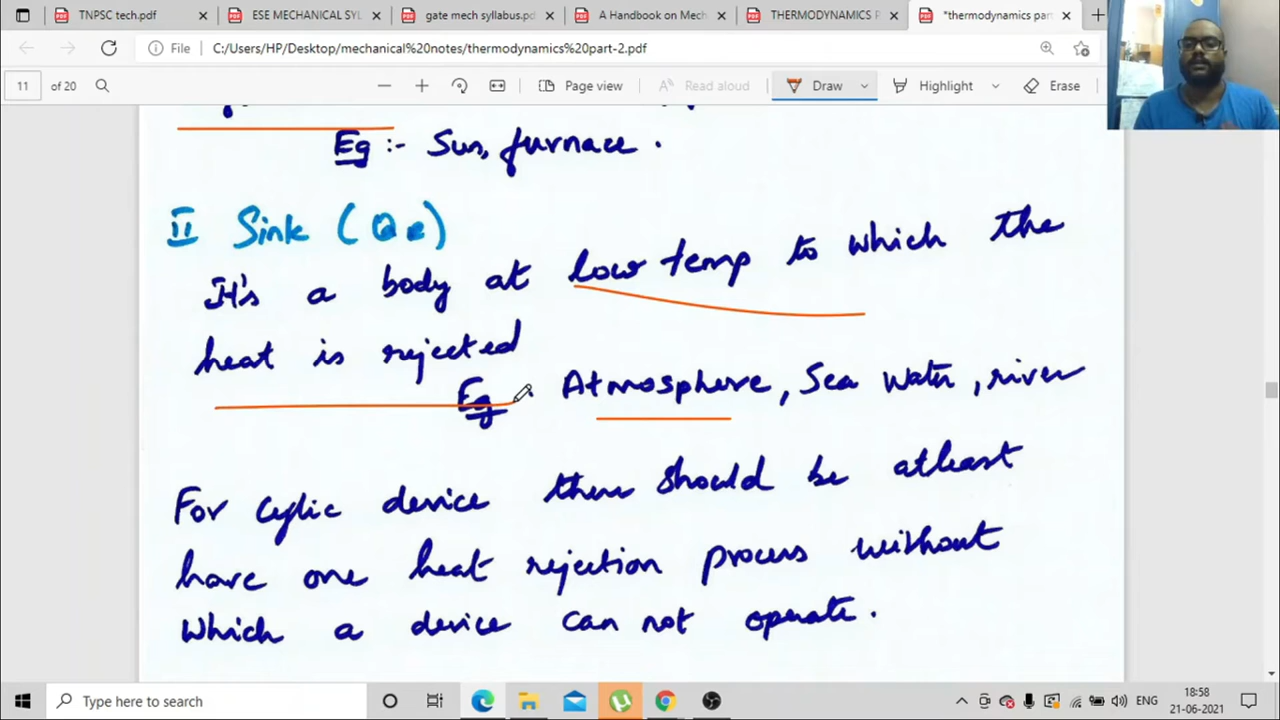 TNPSC tech.pdf
ESE MECHANICAL SYL
gate mech syllabus.pd
A Handbook on Mech
THERMODYNAMICS P
*thermodynamics par
File
C:/Users/HP/Desktop/mechanical%20notes/thermodynamics%20part-2.pdf
11 of 20
Page view
Read aloud
Draw
Highlight
Erase
Eg :- Sun, furnace.
II Sink (QR)
It's a body at low temp to which the
heat is rejected
Eg Atmosphere, Sea Water, river
For Cylic device there should be atleast
have one heat rejection process without
which a device can not operate.
Type here to search
ENG
18:58
21-06-2021